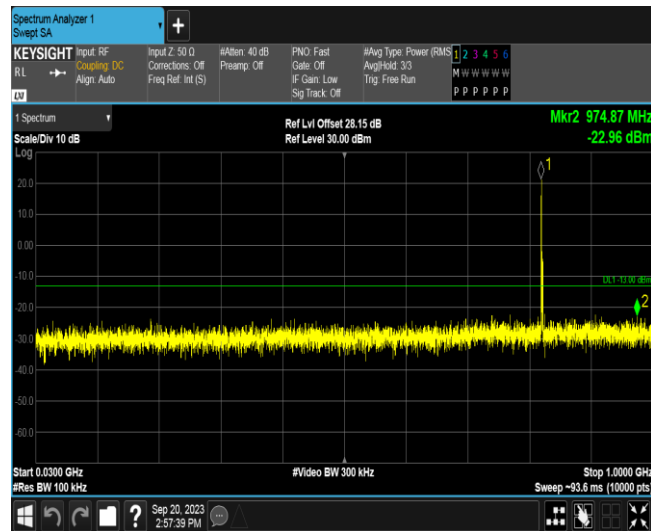 Spectrum Analyzer 1
Swept SA
+
KEYSIGHT
RL
LXI
Input: RF
Coupling: DC
Align: Auto
Input Z: 50 Ω
Corrections: Off
Freq Ref: Int (S)
#Atten: 40 dB
Preamp: Off
PNO: Fast
Gate: Off
IF Gain: Low
Sig Track: Off
#Avg Type: Power (RMS
Avg|Hold: 3/3
Trig: Free Run
1 2 3 4 5 6
M W W W W W
P P P P P P
1 Spectrum
Scale/Div 10 dB
Log
Ref Lvl Offset 28.15 dB
Ref Level 30.00 dBm
Mkr2 974.87 MHz
-22.96 dBm
1
20.0
10.0
0.00
-10.0
DL1 -13.00 dBm
2
-20.0
-30.0
-40.0
-50.0
-60.0
Start 0.0300 GHz
#Video BW 300 kHz
Stop 1.0000 GHz
#Res BW 100 kHz
Sweep ~93.6 ms (10000 pts)
?
Sep 20, 2023
2:57:39 PM